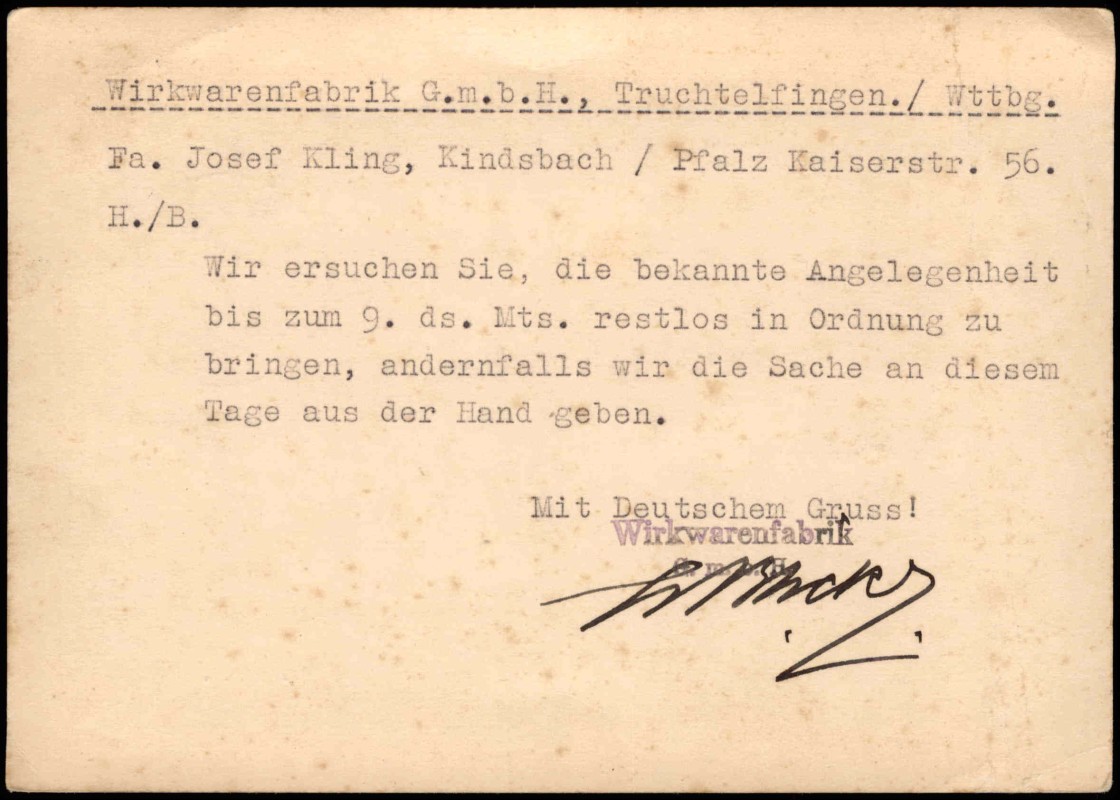 Wirkwarenfabrik G.m.b.H., Truchtelfingen./ Wttbg.
Fa. Josef Kling, Kindsbach / Pfalz Kaiserstr. 56.
H./B.
Wir ersuchen Sie, die bekannte Angelegenheit
bis zum 9. ds. Mts. restlos in Ordnung zu
bringen, andernfalls wir die Sache an diesem
Tage aus der Hand geben.
Mit Deutschem Gruss!
Wirkwarenfabrik
G. m. b. H.